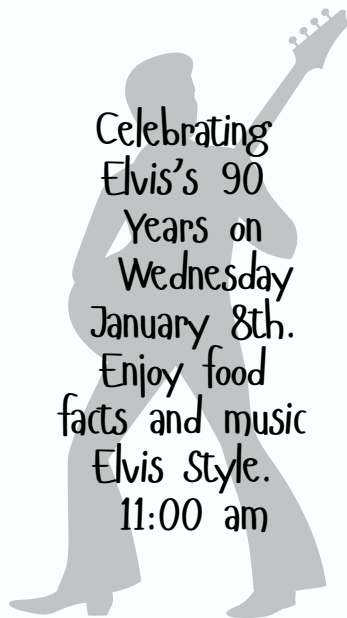 Celebrating
Elvis's 90
Years on
Wednesday
January 8th.
Enjoy food
facts and music
Elvis Style.
11:00 am